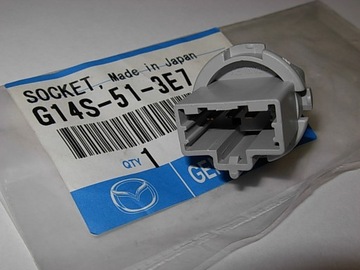 SOCKET, Made in Japan
G14S-51-3E7
QTY
1
GE